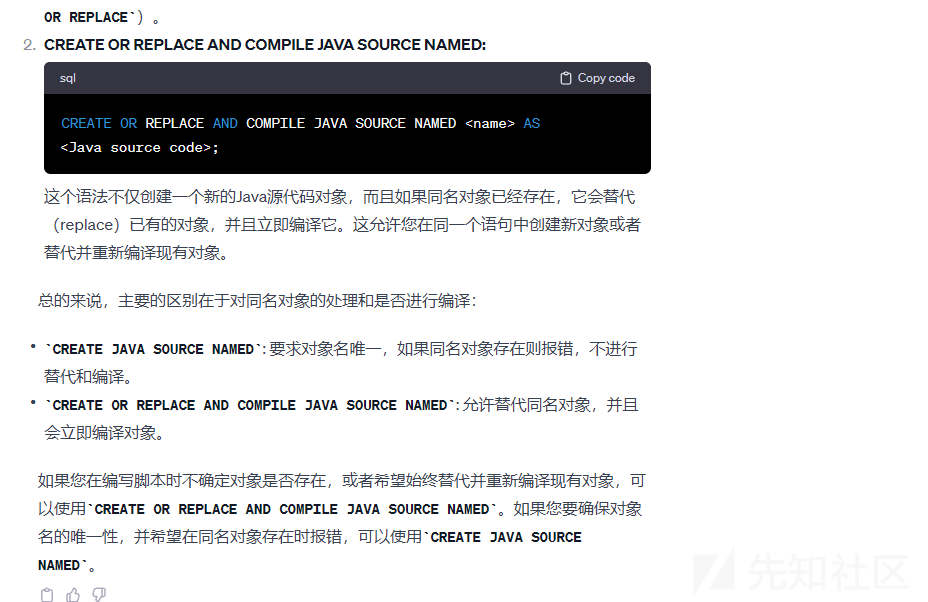 OR REPLACE`）。
2. CREATE OR REPLACE AND COMPILE JAVA SOURCE NAMED:
sql
Copy code
CREATE OR REPLACE AND COMPILE JAVA SOURCE NAMED <name> AS
<Java source code>;
这个语法不仅创建一个新的Java源代码对象，而且如果同名对象已经存在，它会替代
（replace）已有的对象，并且立即编译它。这允许您在同一个语句中创建新对象或者
替代并重新编译现有对象。
总的来说，主要的区别在于对同名对象的处理和是否进行编译：
• `CREATE JAVA SOURCE NAMED`: 要求对象名唯一，如果同名对象存在则报错，不进行
替代和编译。
• `CREATE OR REPLACE AND COMPILE JAVA SOURCE NAMED`: 允许替代同名对象，并且
会立即编译对象。
如果您在编写脚本时不确定对象是否存在，或者希望始终替代并重新编译现有对象，可
以使用`CREATE OR REPLACE AND COMPILE JAVA SOURCE NAMED`。如果您要确保对象
名的唯一性，并希望在同名对象存在时报错，可以使用`CREATE JAVA SOURCE
NAMED`。
先知社区